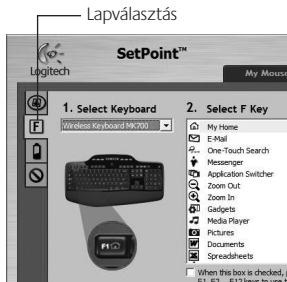 Lapválasztás
Logitech
SetPoint™
My Mouse
1. Select Keyboard
2. Select F Key
F
Wireless Keyboard MK700
My Home
E-Mail
One-Touch Search
Messenger
Application Switcher
Zoom Out
Zoom In
Gadgets
Media Player
Pictures
Documents
Spreadsheets
F1
When this box is checked, p
F1, F2, ... F12 keys to use t